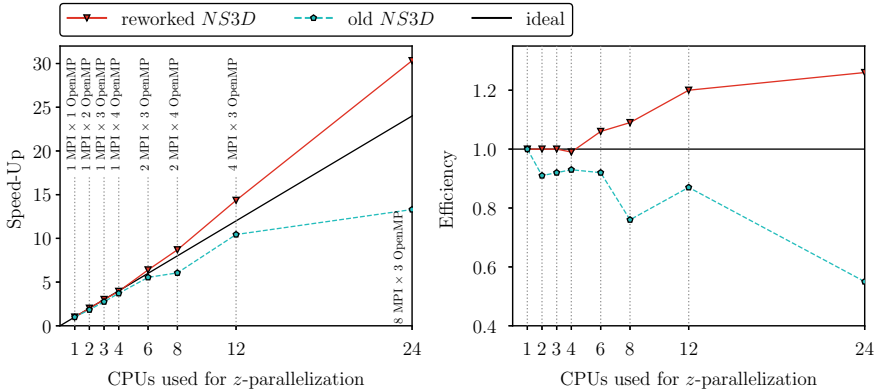 reworked NS3D old NS3D ideal
30
25
20
15
10
5
0
Speed-Up
1 MPI × 1 OpenMP
1 MPI × 2 OpenMP
1 MPI × 3 OpenMP
1 MPI × 4 OpenMP
2 MPI × 3 OpenMP
2 MPI × 4 OpenMP
4 MPI × 3 OpenMP
8 MPI × 3 OpenMP
1 2 3 4 6 8 12 24
CPUs used for z-parallelization
1.2
1.0
0.8
0.6
0.4
Efficiency
1 2 3 4 6 8 12 24
CPUs used for z-parallelization